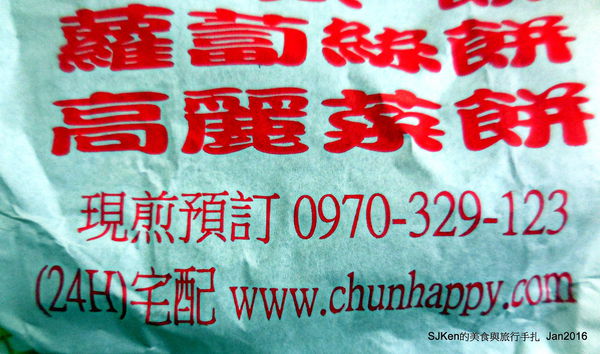 蘿蔔絲餅
高麗菜餅
現煎預訂 0970-329-123
(24H)宅配 www.chunhappy.com
SJKen的美食與旅行手扎 Jan2016